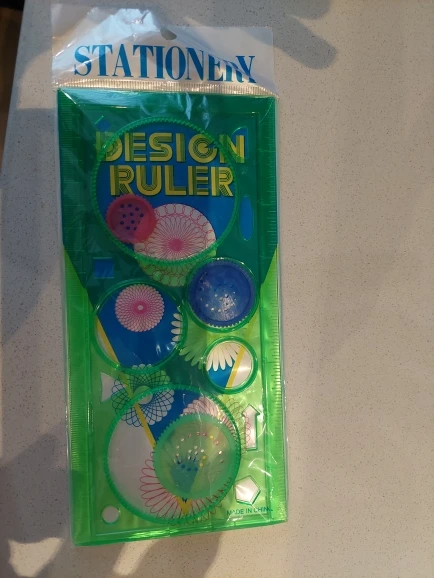 STATIONERY
DESIGN
RULER
MADE IN CHINA